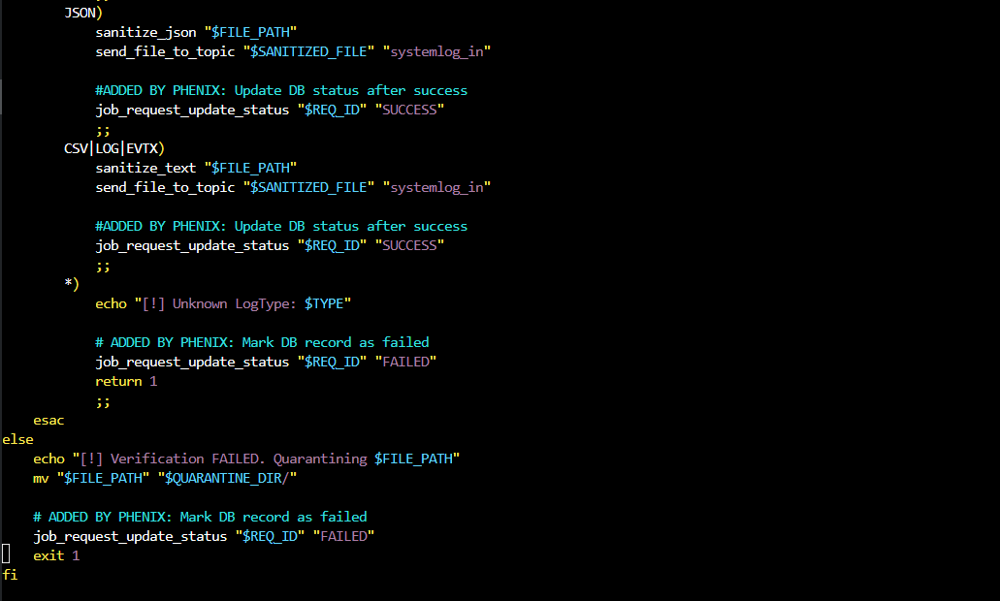 JSON)
sanitize_json "$FILE_PATH"
send_file_to_topic "$SANITIZED_FILE" "systemlog_in"
#ADDED BY PHENIX: Update DB status after success
job_request_update_status "$REQ_ID" "SUCCESS"
;;
CSV|LOG|EVTX)
sanitize_text "$FILE_PATH"
send_file_to_topic "$SANITIZED_FILE" "systemlog_in"
#ADDED BY PHENIX: Update DB status after success
job_request_update_status "$REQ_ID" "SUCCESS"
;;
*)
echo "[!] Unknown LogType: $TYPE"
# ADDED BY PHENIX: Mark DB record as failed
job_request_update_status "$REQ_ID" "FAILED"
return 1
;;
esac
else
echo "[!] Verification FAILED. Quarantining $FILE_PATH"
mv "$FILE_PATH" "$QUARANTINE_DIR/"
# ADDED BY PHENIX: Mark DB record as failed
job_request_update_status "$REQ_ID" "FAILED"
exit 1
fi